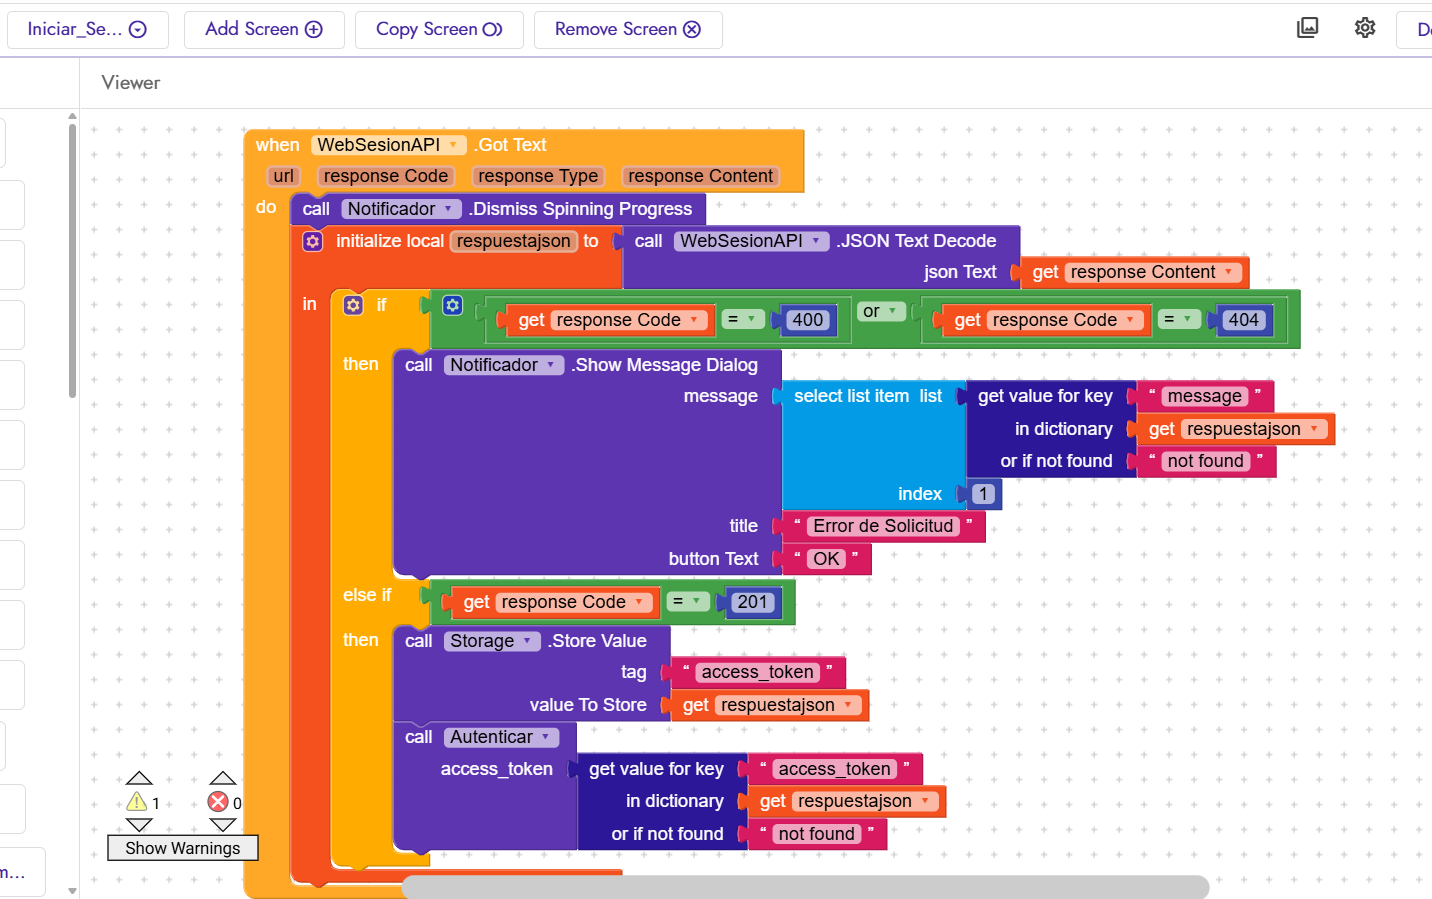 Iniciar_Se... Add Screen Copy Screen Remove Screen
Viewer
when WebSesionAPI .Got Text
url response Code response Type response Content
do call Notificador .Dismiss Spinning Progress
initialize local respuestajson to call WebSesionAPI .JSON Text Decode
json Text get response Content
in if get response Code = 400 or get response Code = 404
then call Notificador .Show Message Dialog
message select list item list get value for key “ message ”
in dictionary get respuestajson
or if not found “ not found ”
index 1
title “ Error de Solicitud ”
button Text “ OK ”
else if get response Code = 201
then call Storage .Store Value
tag “ access_token ”
value To Store get respuestajson
call Autenticar
access_token get value for key “ access_token ”
in dictionary get respuestajson
or if not found “ not found ”
1 0
Show Warnings